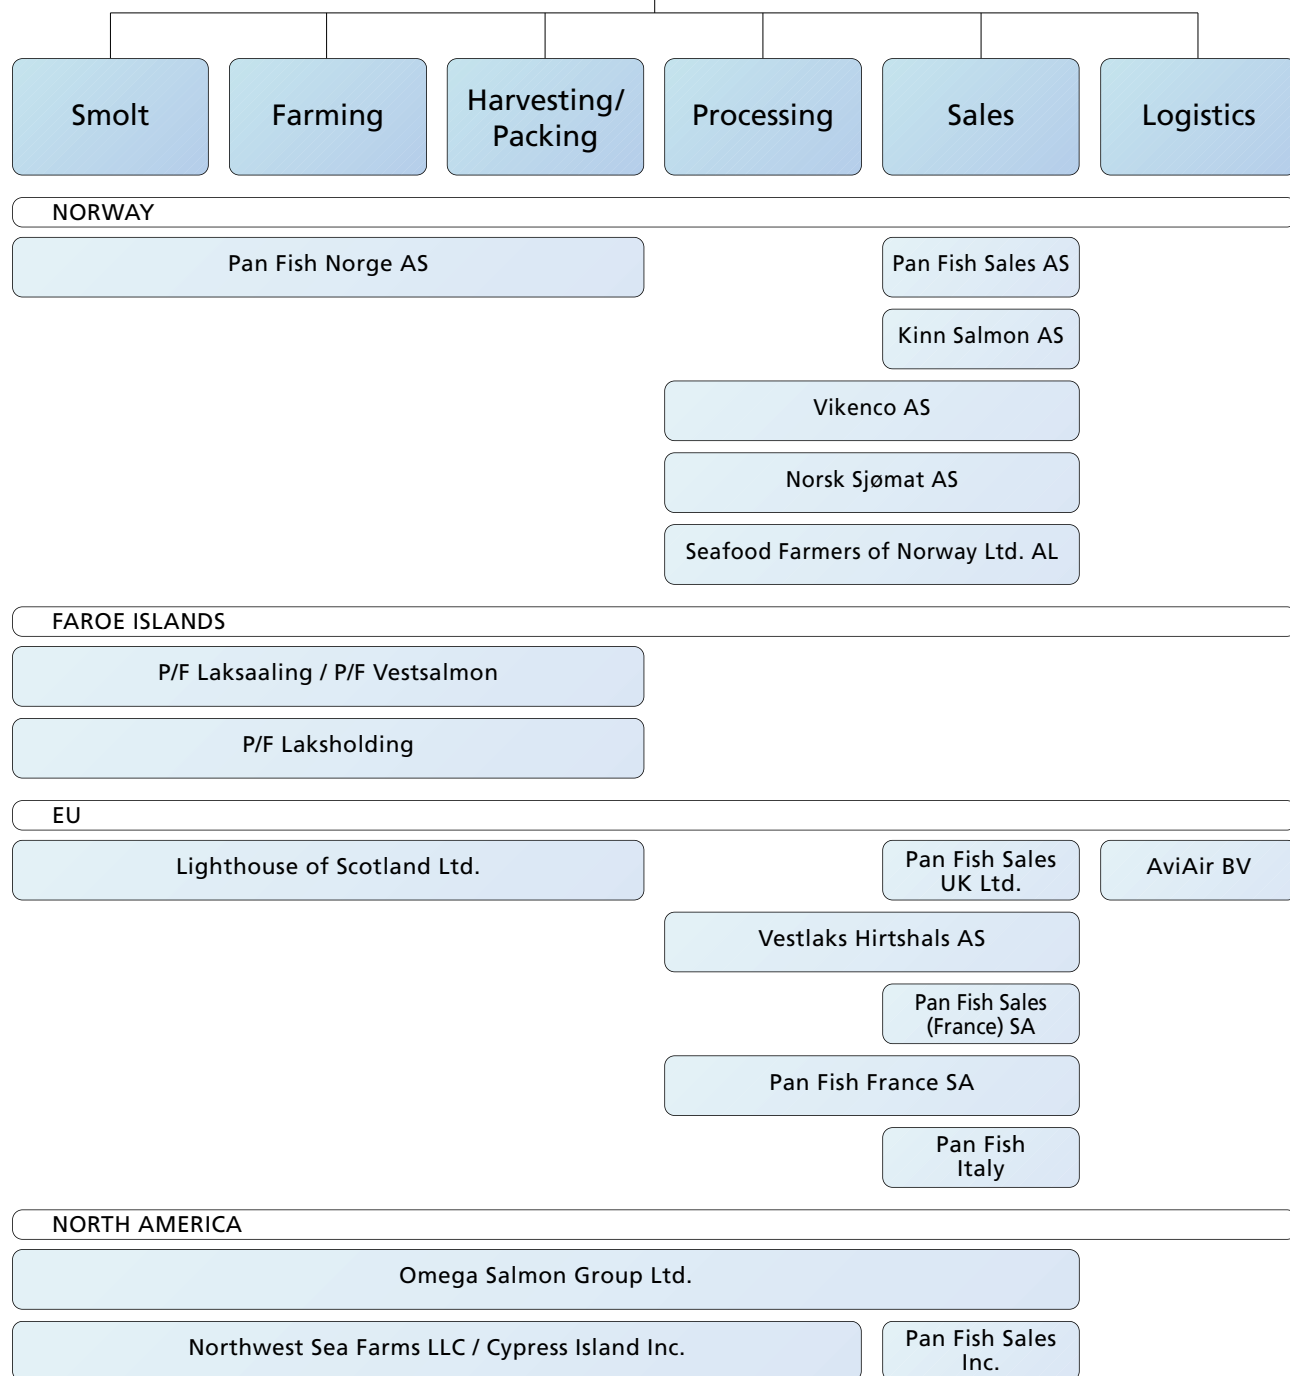 Smolt
Farming
Harvesting/
Packing
Processing
Sales
Logistics
NORWAY
Pan Fish Norge AS
Pan Fish Sales AS
Kinn Salmon AS
Vikenco AS
Norsk Sjømat AS
Seafood Farmers of Norway Ltd. AL
FAROE ISLANDS
P/F Laksaaling / P/F Vestsalmon
P/F Laksholding
EU
Lighthouse of Scotland Ltd.
Pan Fish Sales
UK Ltd.
AviAir BV
Vestlaks Hirtshals AS
Pan Fish Sales
(France) SA
Pan Fish France SA
Pan Fish
Italy
NORTH AMERICA
Omega Salmon Group Ltd.
Northwest Sea Farms LLC / Cypress Island Inc.
Pan Fish Sales
Inc.